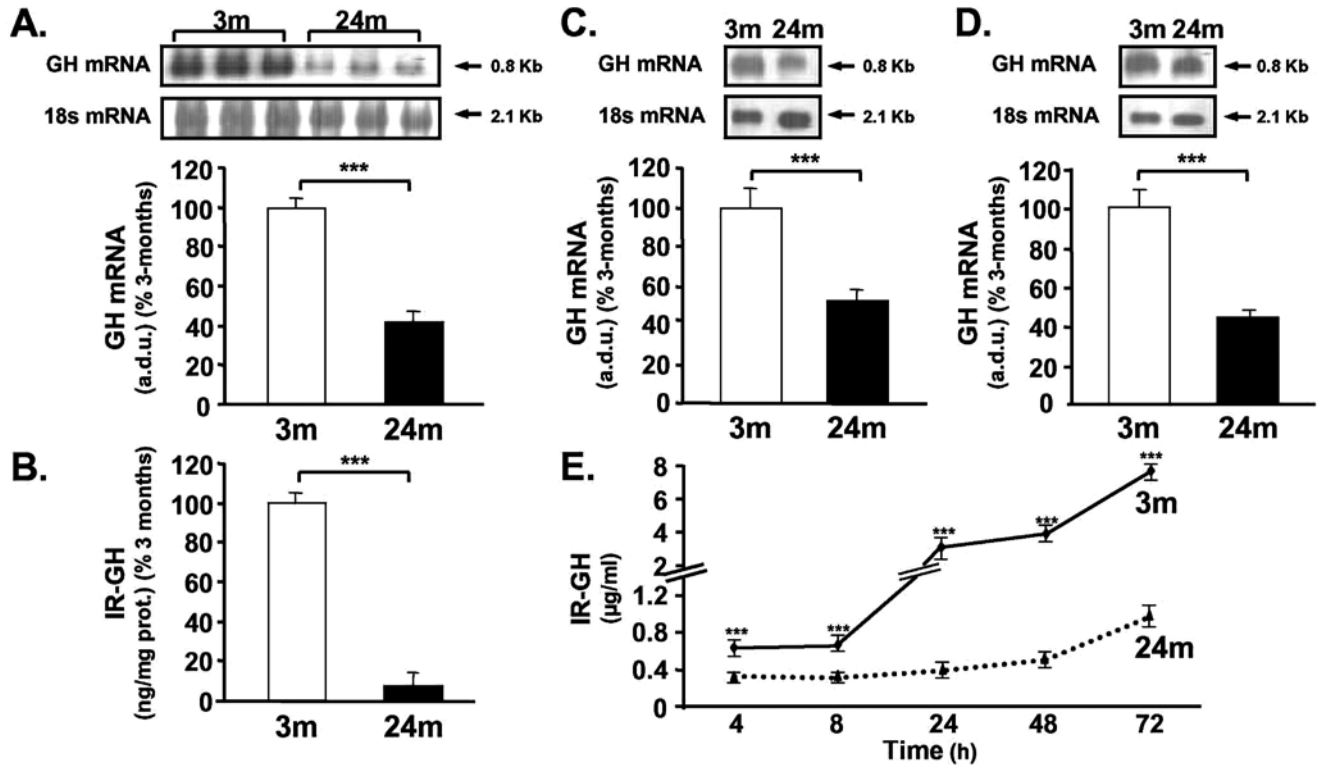 A.
3m 24m
GH mRNA 0.8 Kb
18s mRNA 2.1 Kb
120
100
80
60
40
20
0
GH mRNA
(a.d.u.) (% 3-months)
***
3m 24m
B.
120
100
80
60
40
20
0
IR-GH
(ng/mg prot.) (% 3 months)
***
3m 24m
C.
3m 24m
GH mRNA 0.8 Kb
18s mRNA 2.1 Kb
120
100
80
60
40
20
0
GH mRNA
(a.d.u.) (% 3-months)
***
3m 24m
D.
3m 24m
GH mRNA 0.8 Kb
18s mRNA 2.1 Kb
120
100
80
60
40
20
0
GH mRNA
(a.d.u.) (% 3-months)
***
3m 24m
E.
8
6
4
2
1.2
0.8
0.4
0
IR-GH
(µg/ml)
*** *** *** *** ***
3m
24m
4 8 24 48 72
Time (h)